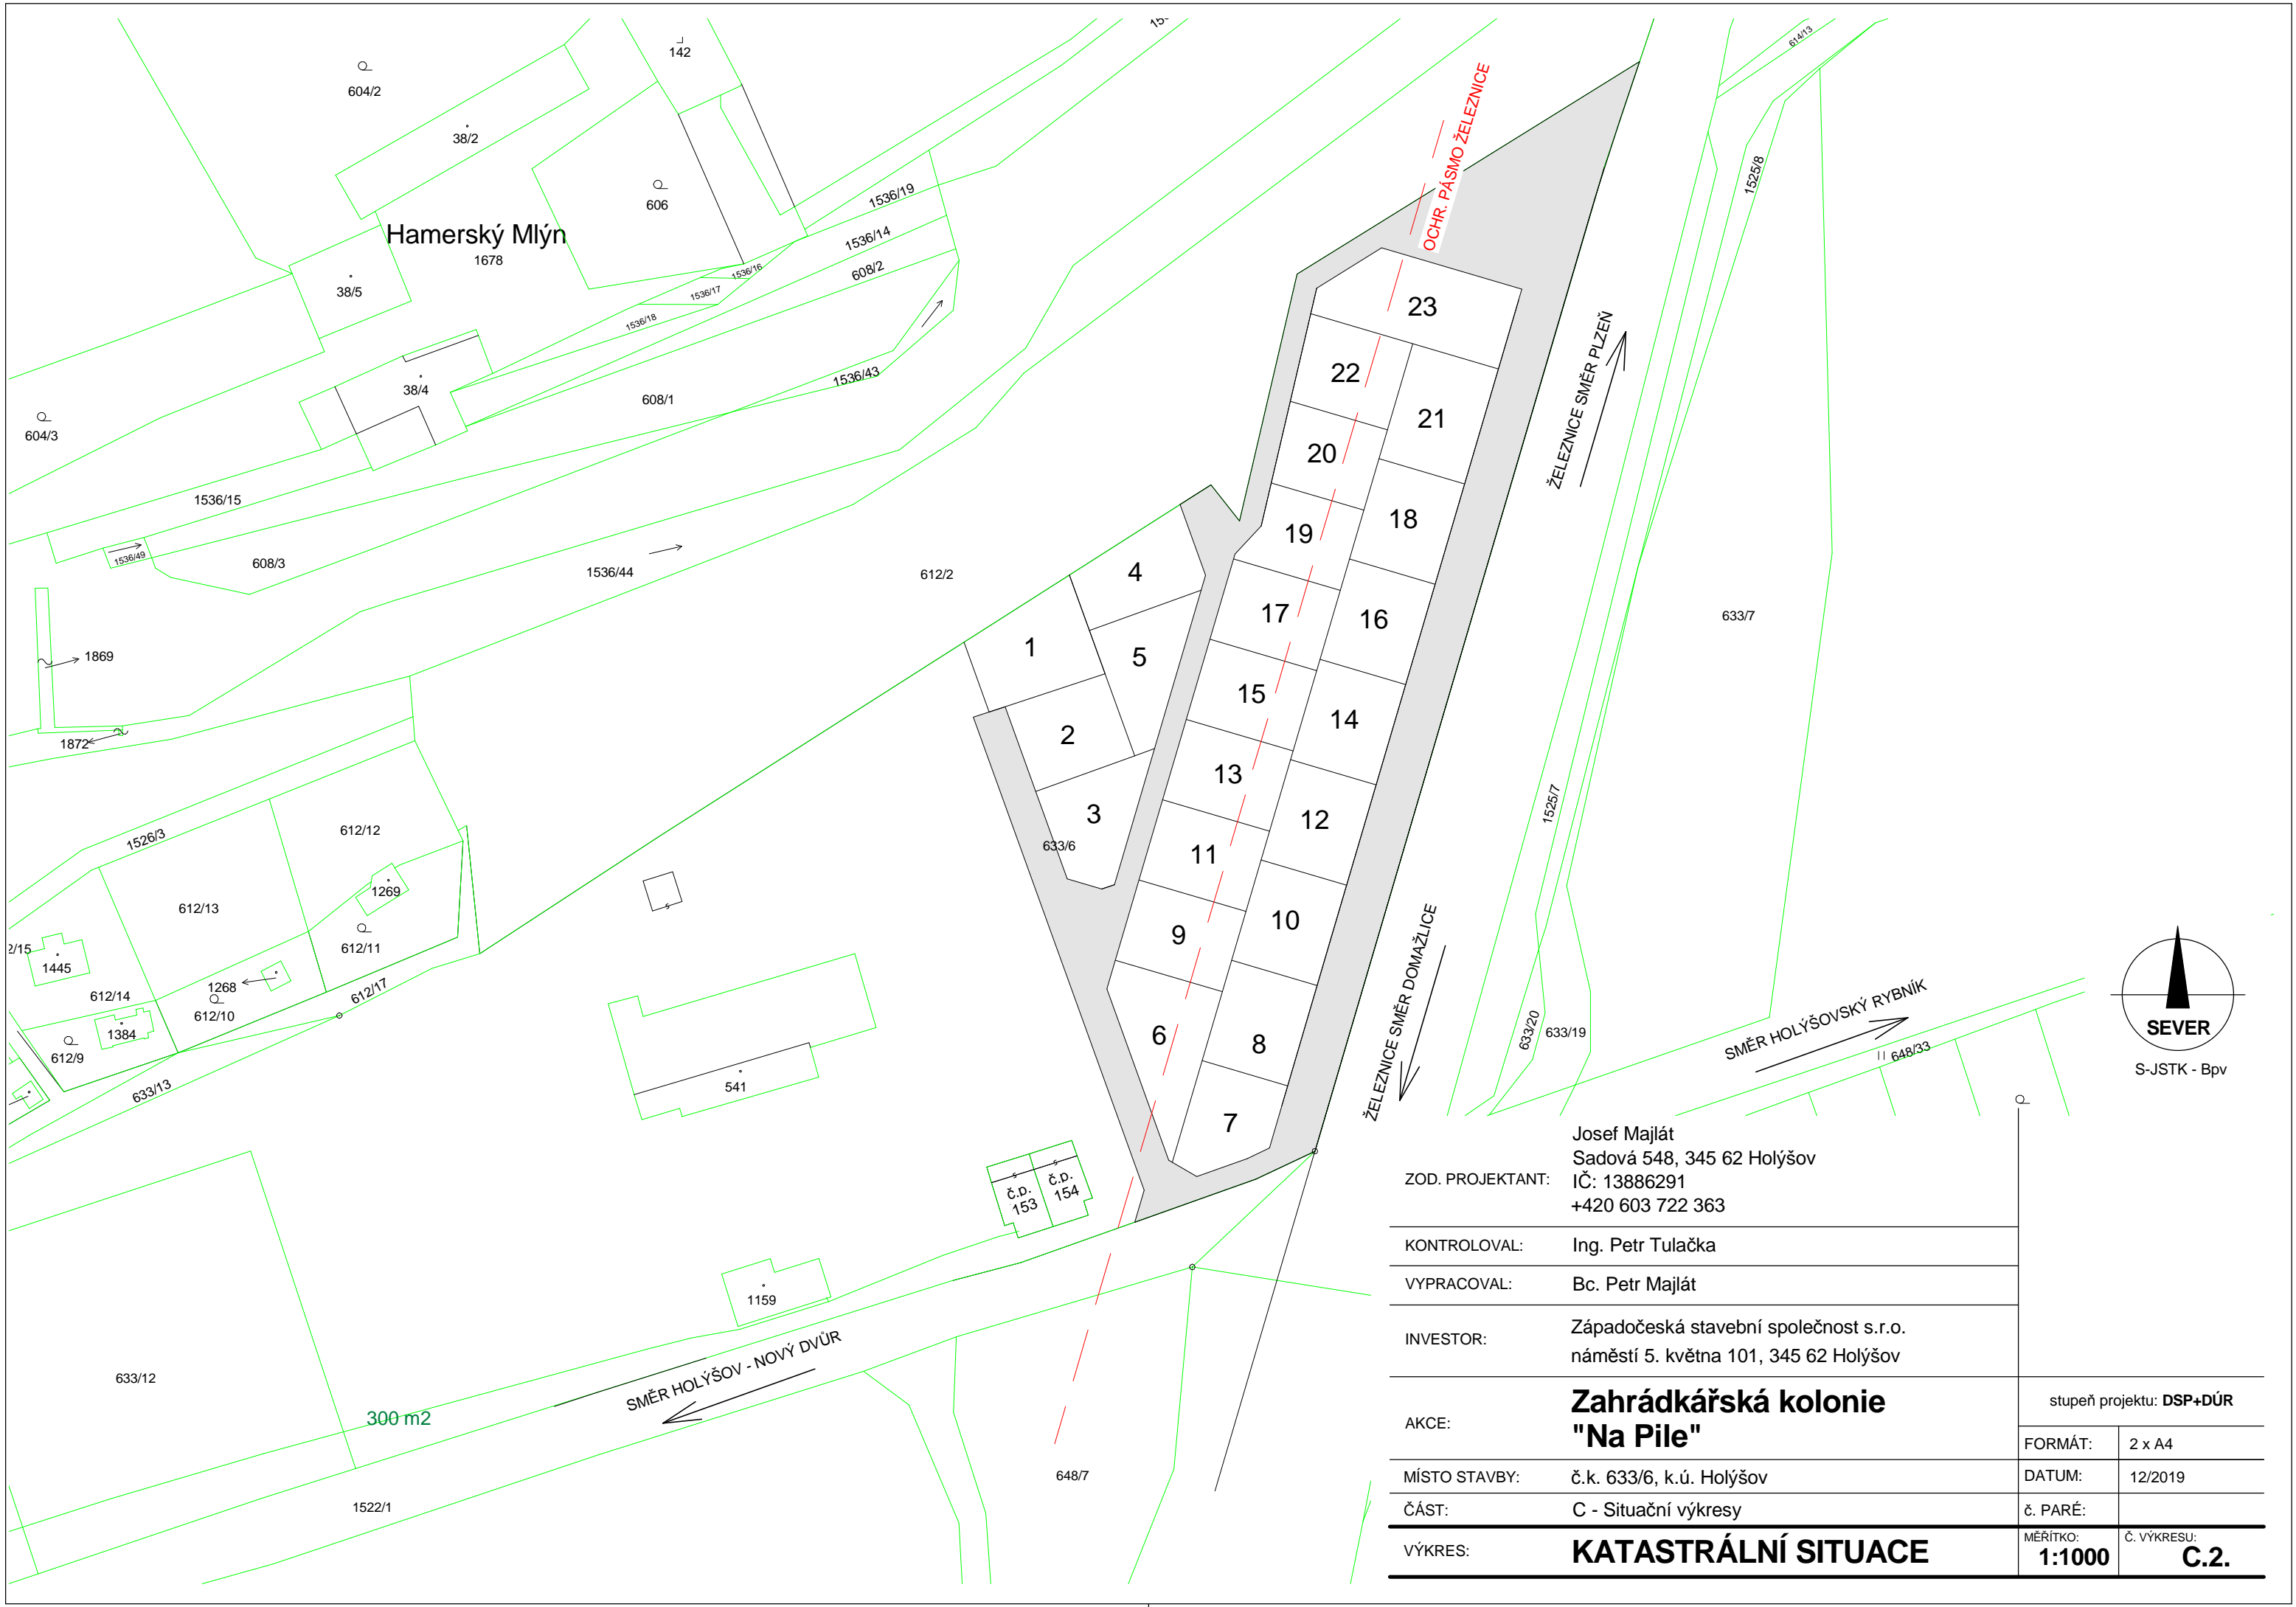 604/2
142
614/13
38/2
606
1536/19
1536/14
608/2
Hamerský Mlýn
1678
1536/16
1536/17
1536/18
38/5
38/4
1536/43
608/1
604/3
1536/15
1536/49
608/3
1536/44
612/2
1869
1872
OCHR. PÁSMO ŽELEZNICE
1525/8
ŽELEZNICE SMĚR PLZEŇ
23
22
21
20
19
18
17
16
15
14
13
12
11
10
9
8
7
6
4
1
5
2
3
633/6
633/7
1525/7
1526/3
612/12
612/13
1269
612/11
1445
612/14
1268
612/10
612/17
1384
612/9
633/13
541
ŽELEZNICE SMĚR DOMAŽLICE
633/20
633/19
SMĚR HOLÝŠOVSKÝ RYBNÍK
648/33
SEVER
S-JSTK - Bpv
č.p.
153
č.p.
154
1159
SMĚR HOLÝŠOV - NOVÝ DVŮR
633/12
300 m2
1522/1
648/7
ZOD. PROJEKTANT:
Josef Majlát
Sadová 548, 345 62 Holýšov
IČ: 13886291
+420 603 722 363
KONTROLOVAL: Ing. Petr Tulačka
VYPRACOVAL: Bc. Petr Majlát
INVESTOR:
Západočeská stavební společnost s.r.o.
náměstí 5. května 101, 345 62 Holýšov
AKCE:
Zahrádkářská kolonie
"Na Pile"
stupeň projektu: DSP+DÚR
FORMÁT: 2 x A4
MÍSTO STAVBY: č.k. 633/6, k.ú. Holýšov
DATUM: 12/2019
ČÁST: C - Situační výkresy
č. PARÉ:
VÝKRES: KATASTRÁLNÍ SITUACE
MĚŘÍTKO:
1:1000
Č. VÝKRESU:
C.2.